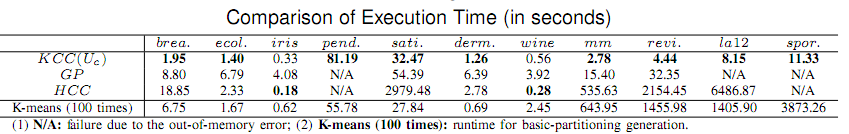 Comparison of Execution Time (in seconds)
brea. ecol. iris pend. sati. derm. wine mm revi. la12 spor.
KCC(Uc) 1.95 1.40 0.33 81.19 32.47 1.26 0.56 2.78 4.44 8.15 11.33
GP 8.80 6.79 4.08 N/A 54.39 6.39 3.92 15.40 32.35 N/A N/A
HCC 18.85 2.33 0.18 N/A 2979.48 2.78 0.28 535.63 2154.45 6486.87 N/A
K-means (100 times) 6.75 1.67 0.62 55.78 27.84 0.69 2.45 643.95 1455.98 1405.90 3873.26
(1) N/A: failure due to the out-of-memory error; (2) K-means (100 times): runtime for basic-partitioning generation.